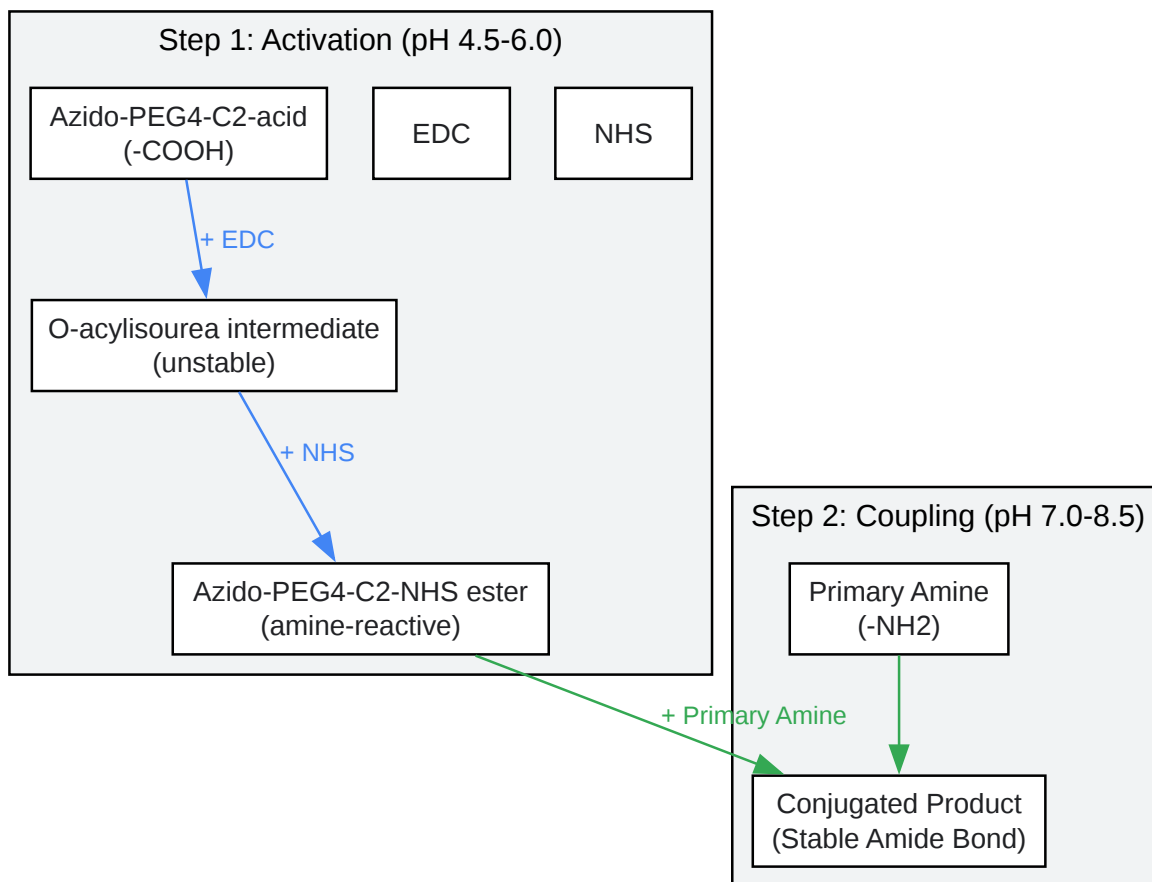 Step 1: Activation (pH 4.5-6.0)
Azido-PEG4-C2-acid
(-COOH)
EDC
NHS
+ EDC
O-acylisourea intermediate
(unstable)
+ NHS
Azido-PEG4-C2-NHS ester
(amine-reactive)
Step 2: Coupling (pH 7.0-8.5)
Primary Amine
(-NH2)
+ Primary Amine
Conjugated Product
(Stable Amide Bond)